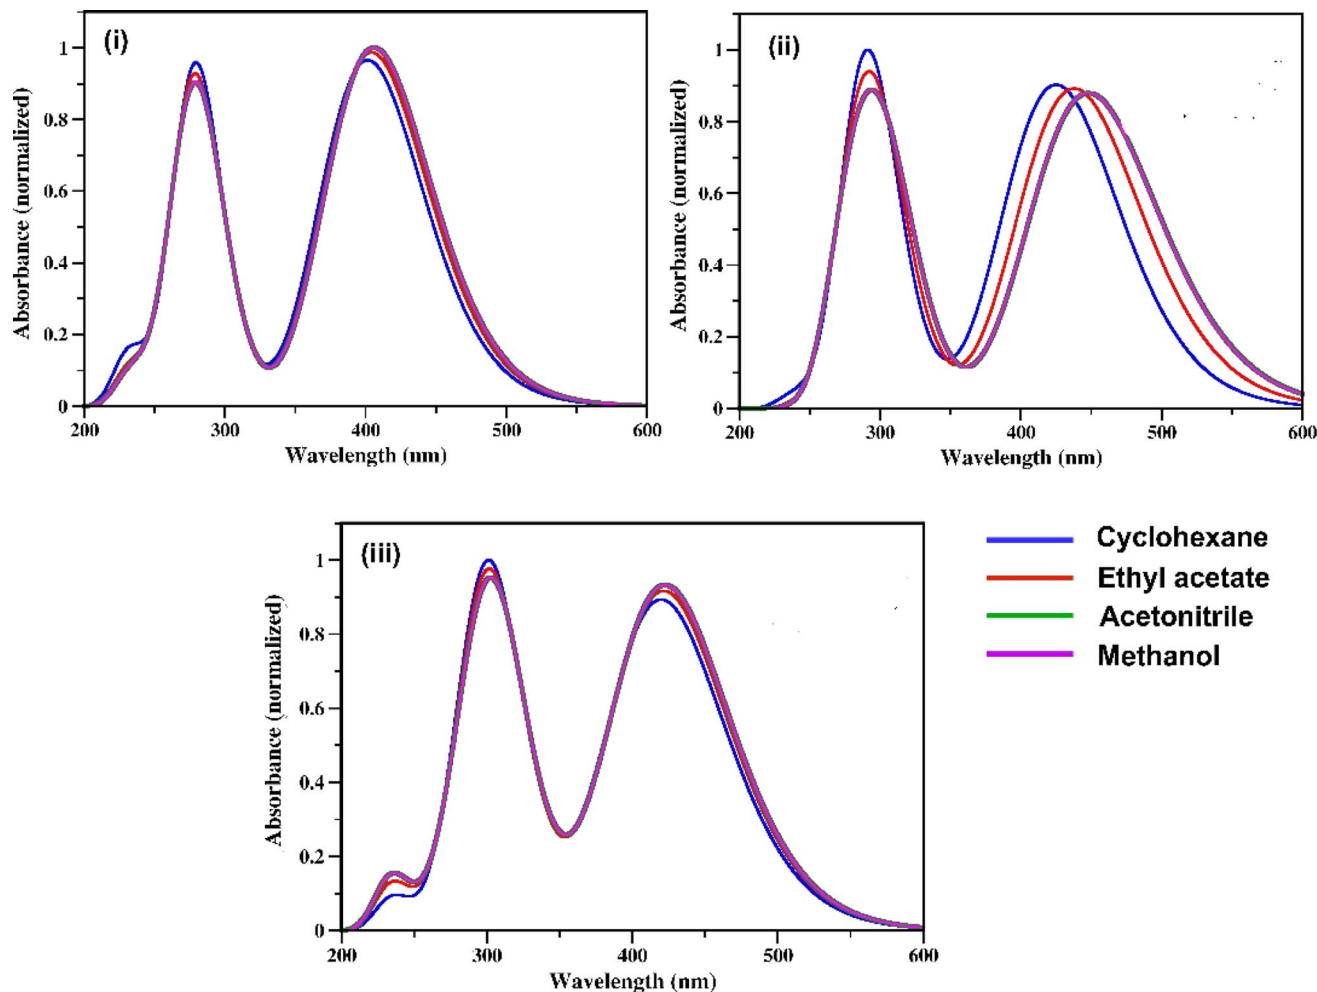 (i)
Absorbance (normalized)
1
0.8
0.6
0.4
0.2
0
200
300
400
500
600
Wavelength (nm)
(ii)
Absorbance (normalized)
1
0.8
0.6
0.4
0.2
0
200
300
400
500
600
Wavelength (nm)
(iii)
Absorbance (normalized)
1
0.8
0.6
0.4
0.2
0
200
300
400
500
600
Wavelength (nm)
Cyclohexane
Ethyl acetate
Acetonitrile
Methanol